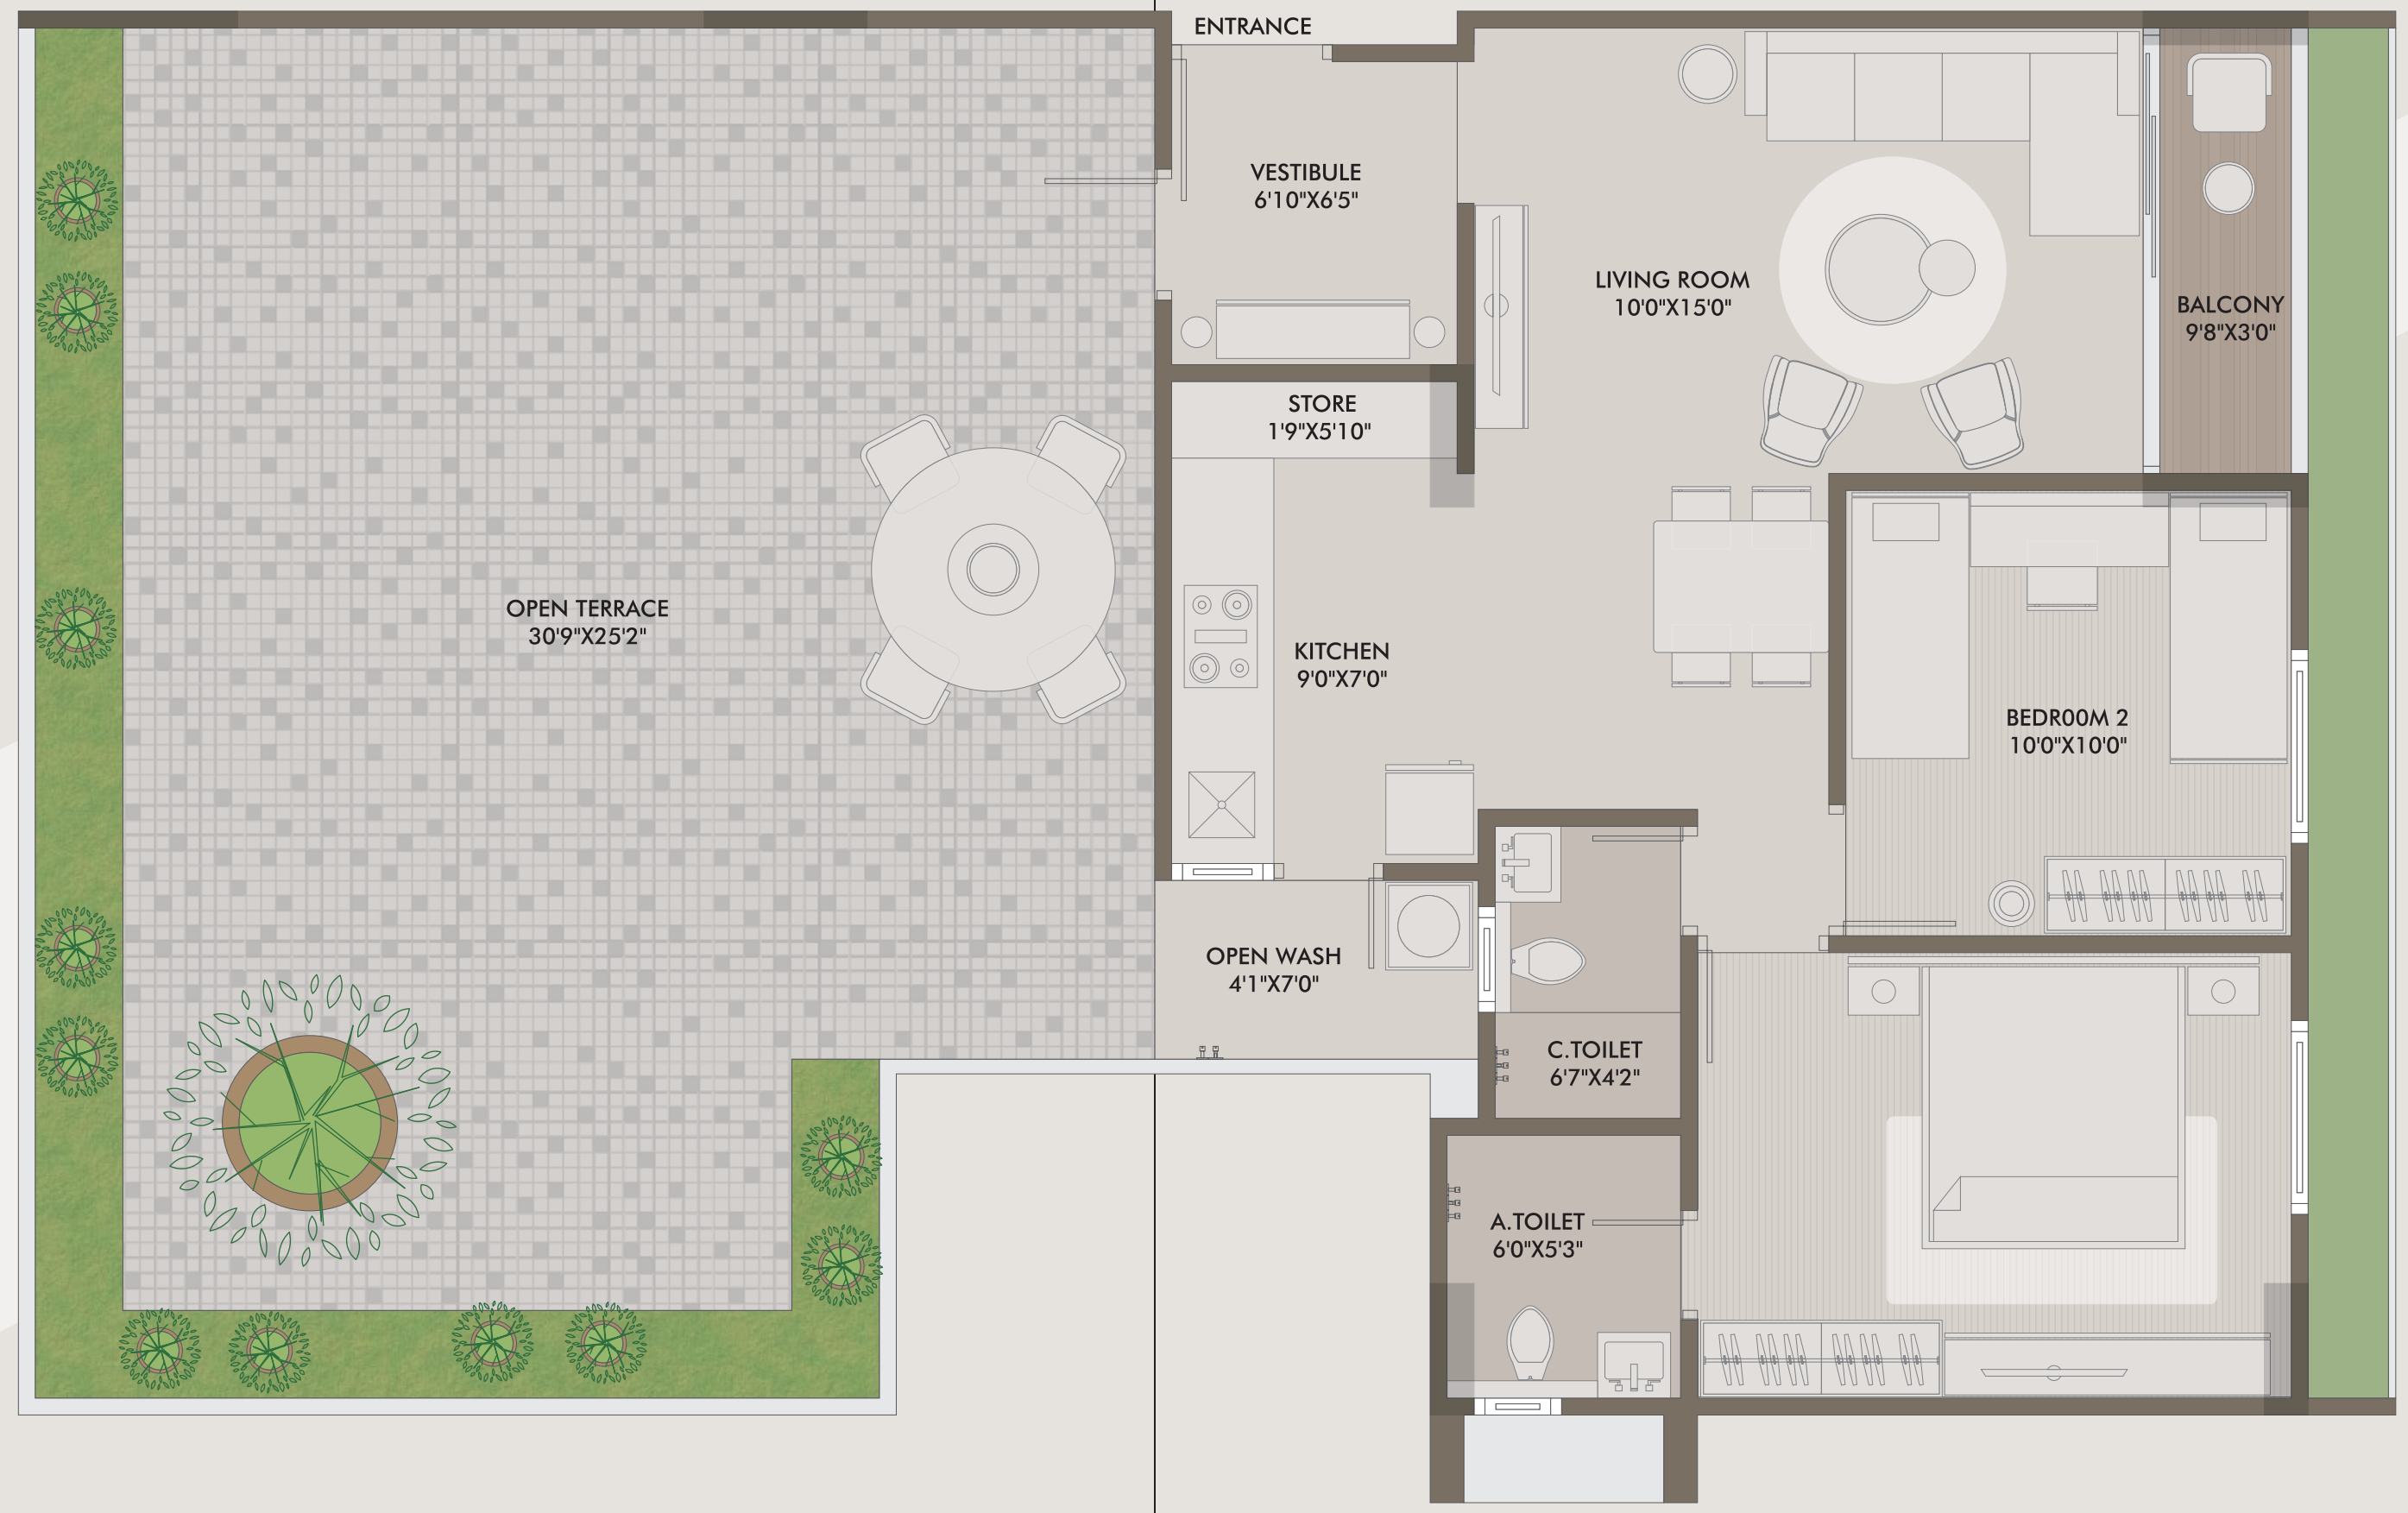 ENTRANCE
VESTIBULE
6'10"X6'5"
LIVING ROOM
10'0"X15'0"
BALCONY
9'8"X3'0"
STORE
1'9"X5'10"
OPEN TERRACE
30'9"X25'2"
KITCHEN
9'0"X7'0"
BEDR00M 2
10'0"X10'0"
OPEN WASH
4'1"X7'0"
C.TOILET
6'7"X4'2"
A.TOILET
6'0"X5'3"